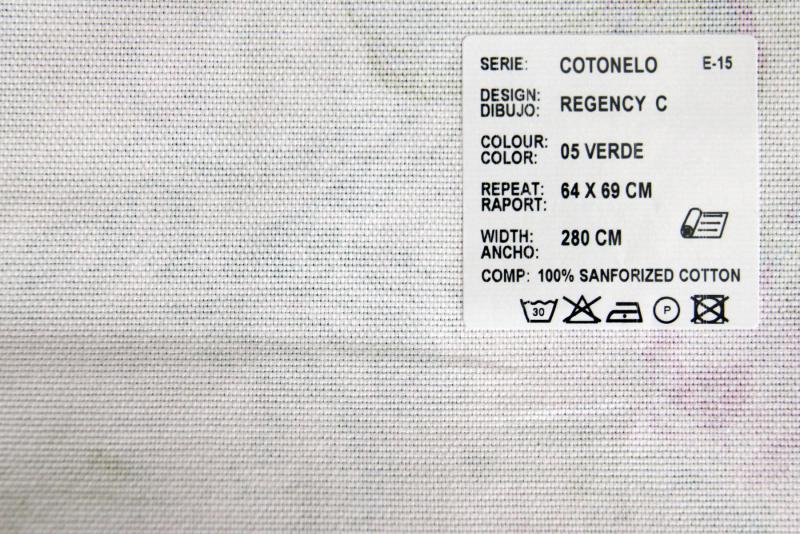 SERIE: COTONELO E-15
DESIGN: REGENCY C
DIBUJO:
COLOUR: 05 VERDE
COLOR:
REPEAT: 64 X 69 CM
RAPORT:
WIDTH: 280 CM
ANCHO:
COMP: 100% SANFORIZED COTTON
30 P